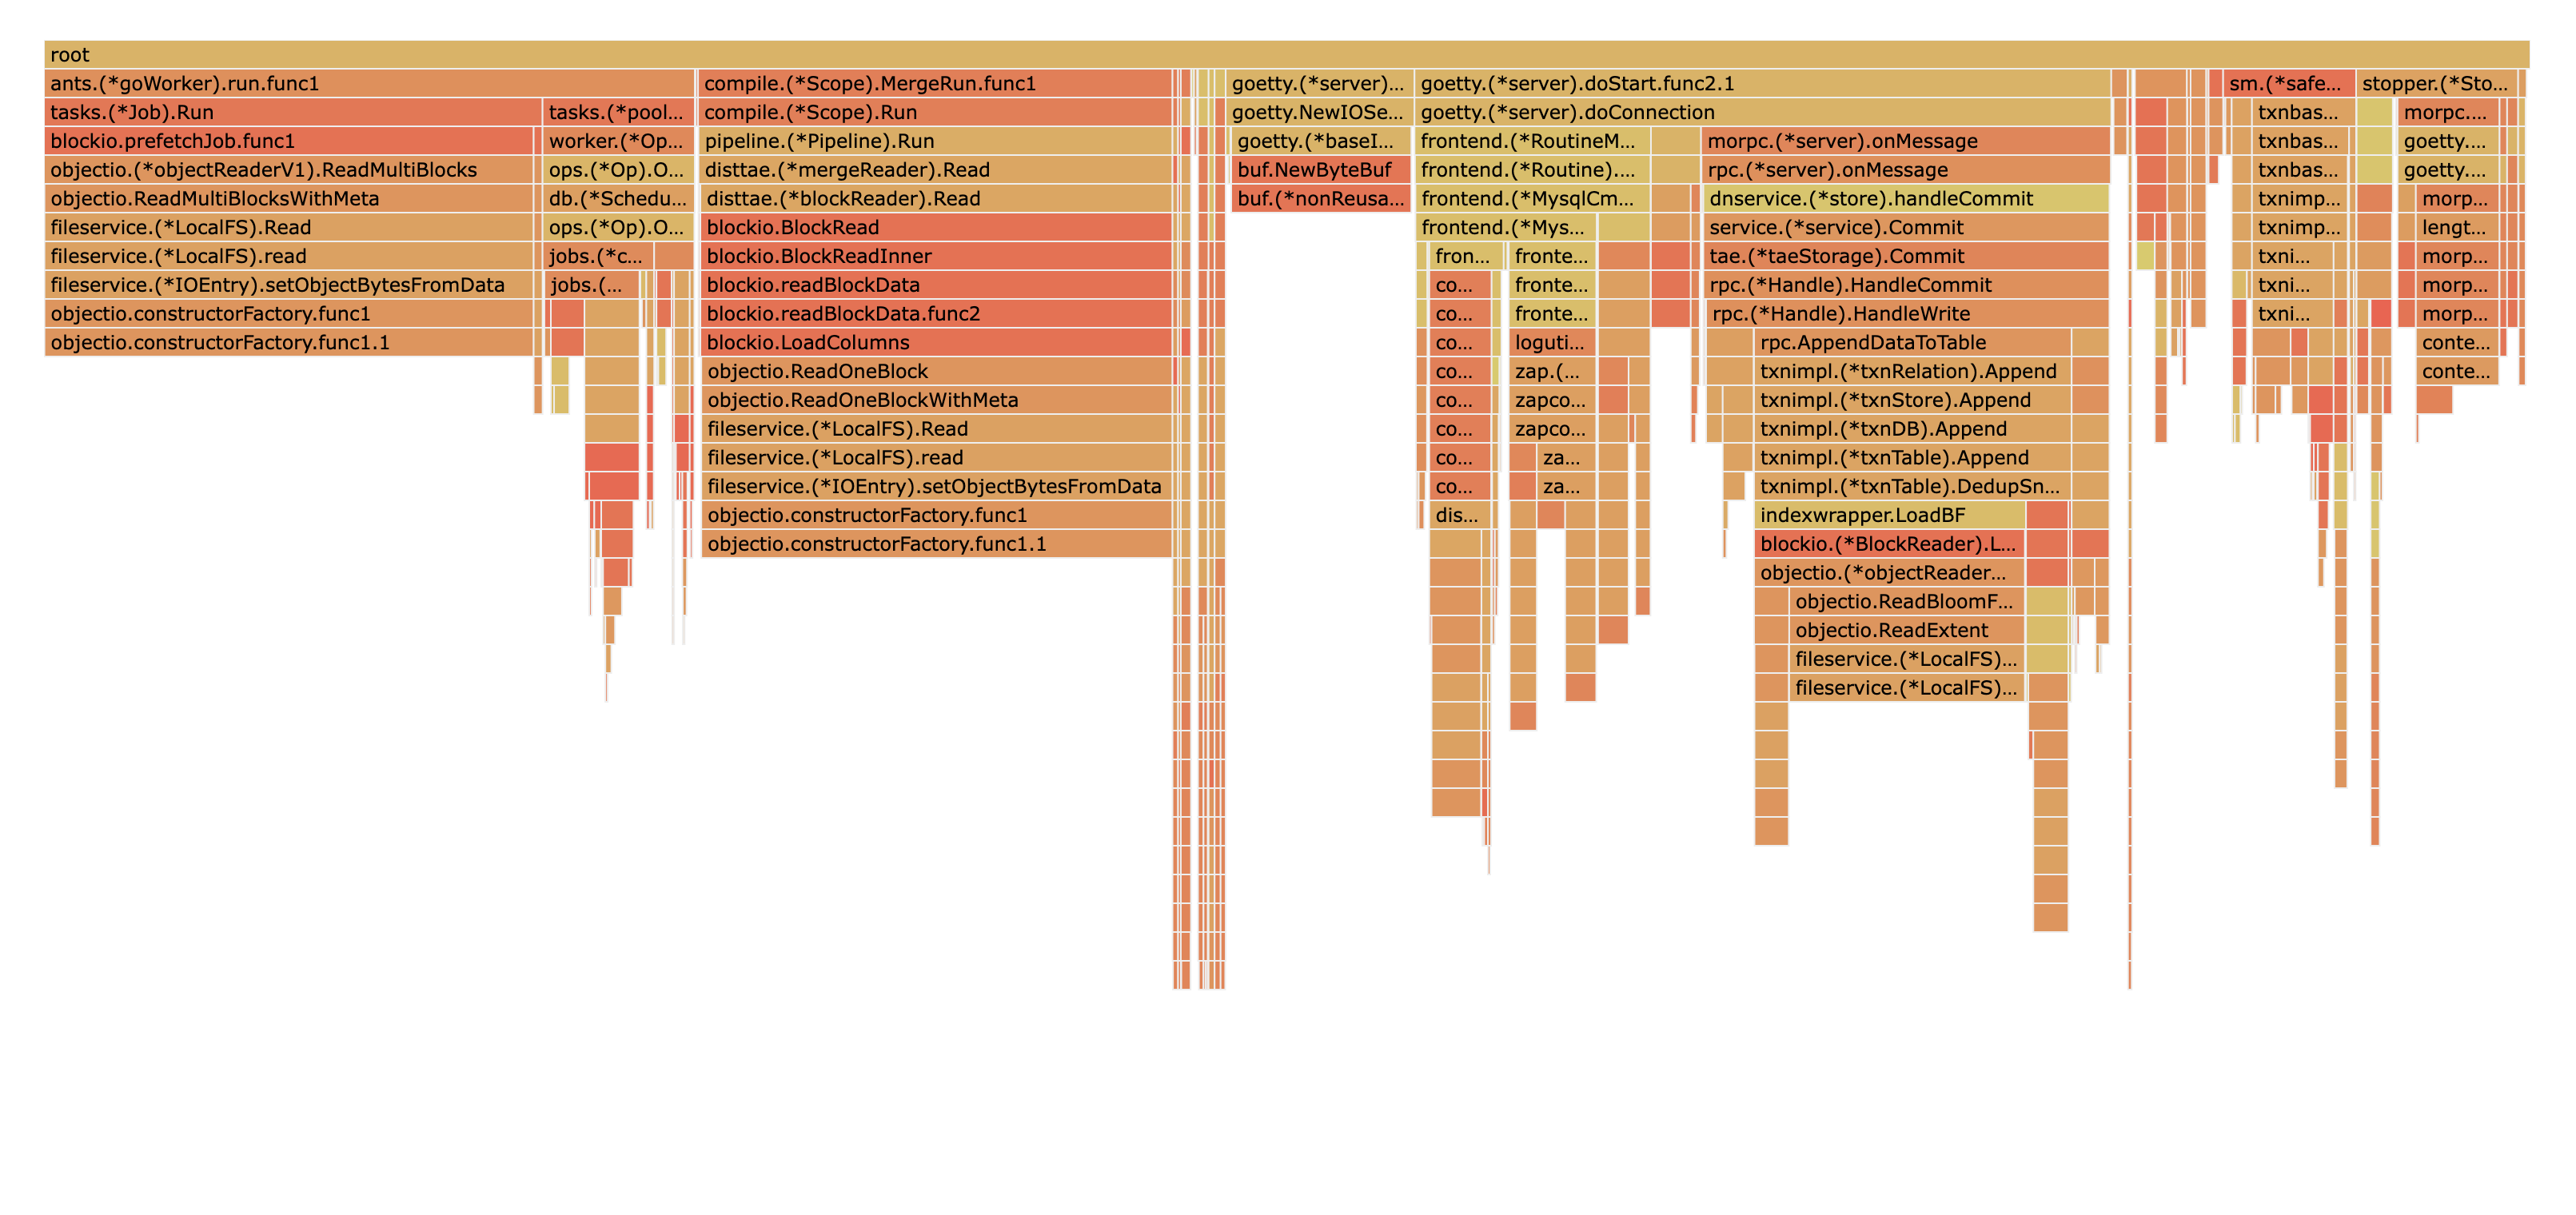 root
ants.(*goWorker).run.func1 compile.(*Scope).MergeRun.func1 goetty.(*server)... goetty.(*server).doStart.func2.1 sm.(*safe... stopper.(*Sto...
tasks.(*Job).Run tasks.(*pool... compile.(*Scope).Run goetty.NewIOSe... goetty.(*server).doConnection txnbas... morpc....
blockio.prefetchJob.func1 worker.(*Op... pipeline.(*Pipeline).Run goetty.(*baseI... frontend.(*RoutineM... morpc.(*server).onMessage txnbas... goetty....
objectio.(*objectReaderV1).ReadMultiBlocks ops.(*Op).O... disttae.(*mergeReader).Read buf.NewByteBuf frontend.(*Routine).... rpc.(*server).onMessage txnbas... goetty....
objectio.ReadMultiBlocksWithMeta db.(*Schedu... disttae.(*blockReader).Read buf.(*nonReusa... frontend.(*MysqlCm... dnservice.(*store).handleCommit txnimp... morp...
fileservice.(*LocalFS).Read ops.(*Op).O... blockio.BlockRead frontend.(*Mys... service.(*service).Commit txnimp... lengt...
fileservice.(*LocalFS).read jobs.(*c... blockio.BlockReadInner fron... fronte... tae.(*taeStorage).Commit txni... morp...
fileservice.(*IOEntry).setObjectBytesFromData jobs.(... blockio.readBlockData co... fronte... rpc.(*Handle).HandleCommit txni... morp...
objectio.constructorFactory.func1 blockio.readBlockData.func2 co... fronte... rpc.(*Handle).HandleWrite txni... morp...
objectio.constructorFactory.func1.1 blockio.LoadColumns co... loguti... rpc.AppendDataToTable conte...
objectio.ReadOneBlock co... zap.(... txnimpl.(*txnRelation).Append conte...
objectio.ReadOneBlockWithMeta co... zapco... txnimpl.(*txnStore).Append
fileservice.(*LocalFS).Read co... zapco... txnimpl.(*txnDB).Append
fileservice.(*LocalFS).read co... za... txnimpl.(*txnTable).Append
fileservice.(*IOEntry).setObjectBytesFromData co... za... txnimpl.(*txnTable).DedupSn...
objectio.constructorFactory.func1 dis... indexwrapper.LoadBF
objectio.constructorFactory.func1.1 blockio.(*BlockReader).L...
objectio.(*objectReader...
objectio.ReadBloomF...
objectio.ReadExtent
fileservice.(*LocalFS)...
fileservice.(*LocalFS)...